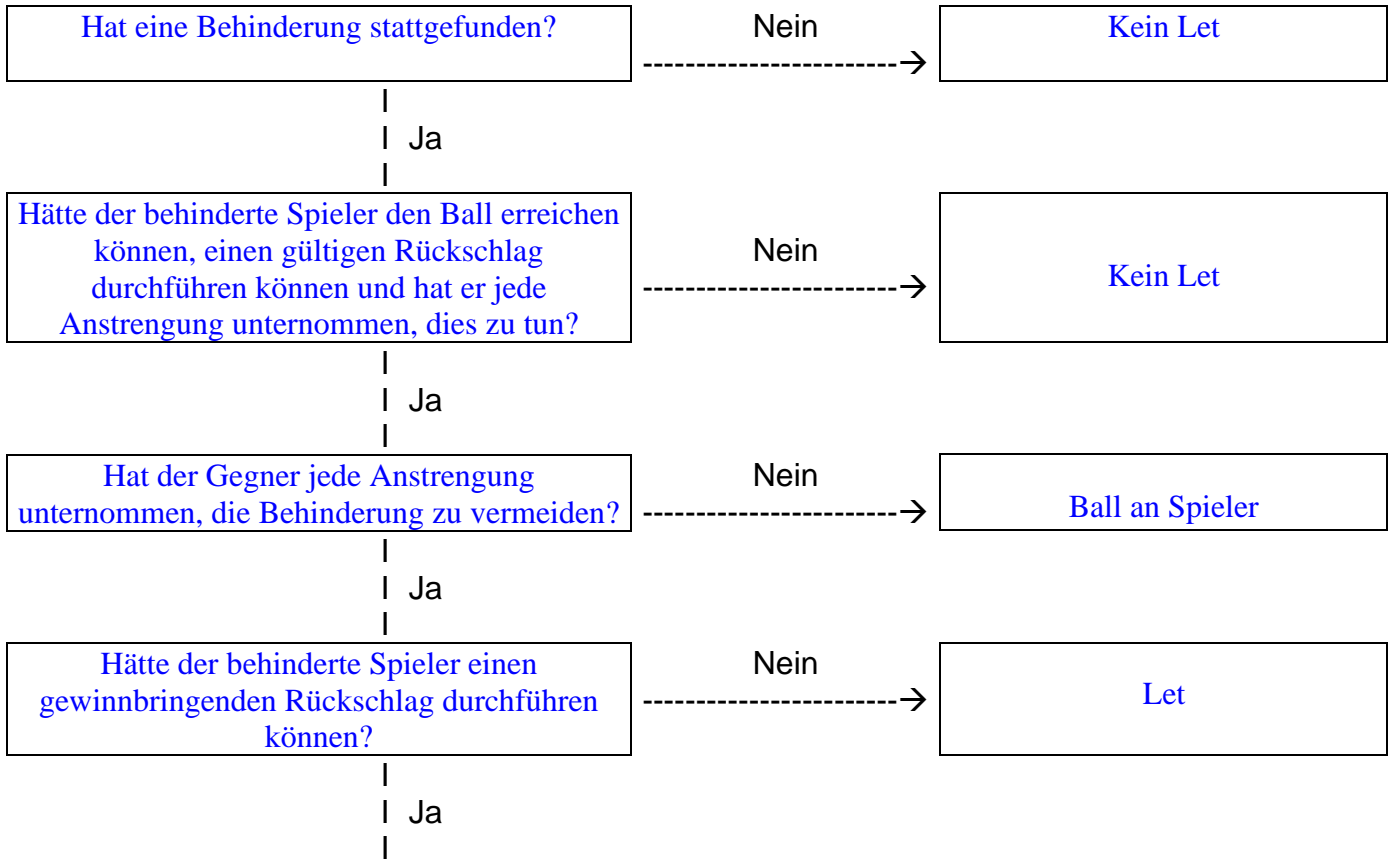 Hat eine Behinderung stattgefunden?
Nein
Kein Let
Ja
Hätte der behinderte Spieler den Ball erreichen
können, einen gültigen Rückschlag
durchführen können und hat er jede
Anstrengung unternommen, dies zu tun?
Nein
Kein Let
Ja
Hat der Gegner jede Anstrengung
unternommen, die Behinderung zu vermeiden?
Nein
Ball an Spieler
Ja
Hätte der behinderte Spieler einen
gewinnbringenden Rückschlag durchführen
können?
Nein
Let
Ja